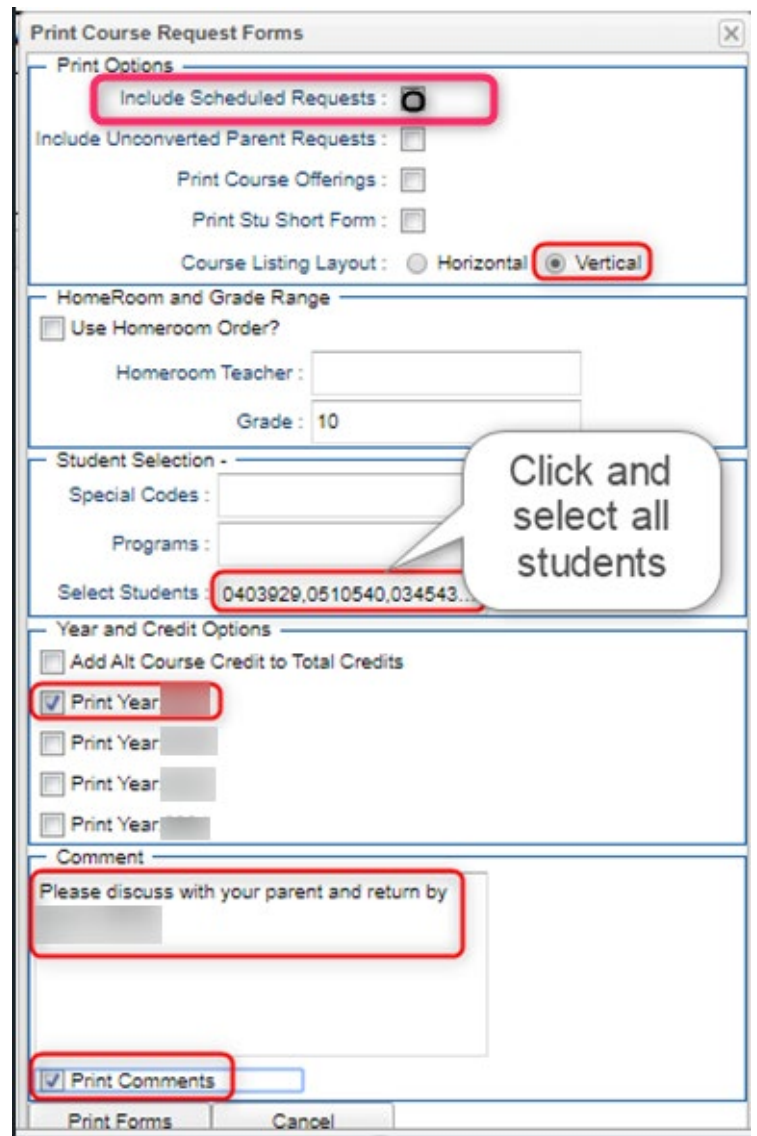 Print Course Request Forms
Print Options
Include Scheduled Requests :
Include Unconverted Parent Requests :
Print Course Offerings :
Print Stu Short Form :
Course Listing Layout : Horizontal Vertical
HomeRoom and Grade Range
Use Homeroom Order?
Homeroom Teacher :
Grade : 10
Student Selection -
Special Codes :
Programs :
Click and
select all
students
Select Students : 0403929,0510540,034543...
Year and Credit Options
Add Alt Course Credit to Total Credits
Print Year
Print Year
Print Year
Print Year
Comment
Please discuss with your parent and return by
Print Comments
Print Forms Cancel